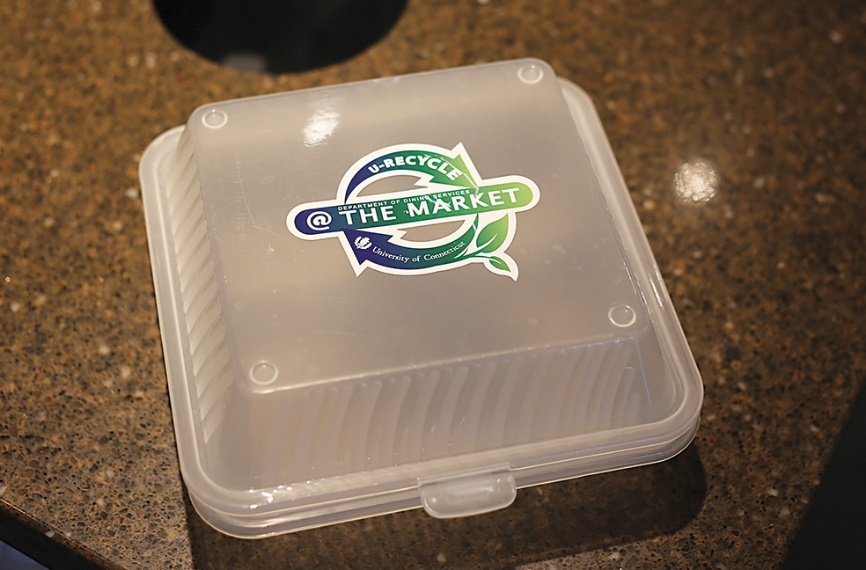 U-RECYCLE
DEPARTMENT OF DINING SERVICES
@ THE MARKET
University of Connecticut